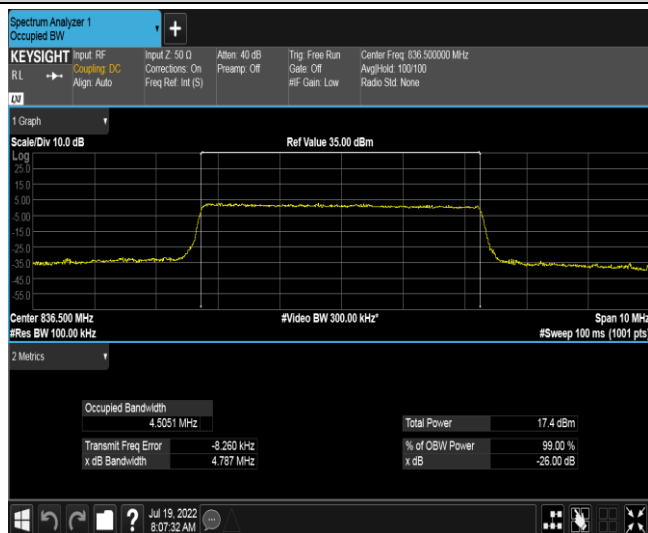 Spectrum Analyzer 1
Occupied BW
+
KEYSIGHT Input: RF Input Z: 50 Ω Atten: 40 dB Trig: Free Run Center Freq: 836.500000 MHz
RL Coupling: DC Corrections: On Preamp: Off Gate: Off Avg|Hold: 100/100
Align: Auto Freq Ref: Int (S) #IF Gain: Low Radio Std: None
LXI
1 Graph
Scale/Div 10.0 dB Ref Value 35.00 dBm
Log
25.0
15.0
5.00
-5.00
-15.0
-25.0
-35.0
-45.0
-55.0
Center 836.500 MHz #Video BW 300.00 kHz* Span 10 MHz
#Res BW 100.00 kHz #Sweep 100 ms (1001 pts)
2 Metrics
Occupied Bandwidth
4.5051 MHz Total Power 17.4 dBm
Transmit Freq Error -8.260 kHz % of OBW Power 99.00 %
x dB Bandwidth 4.787 MHz x dB -26.00 dB
? Jul 19, 2022
8:07:32 AM